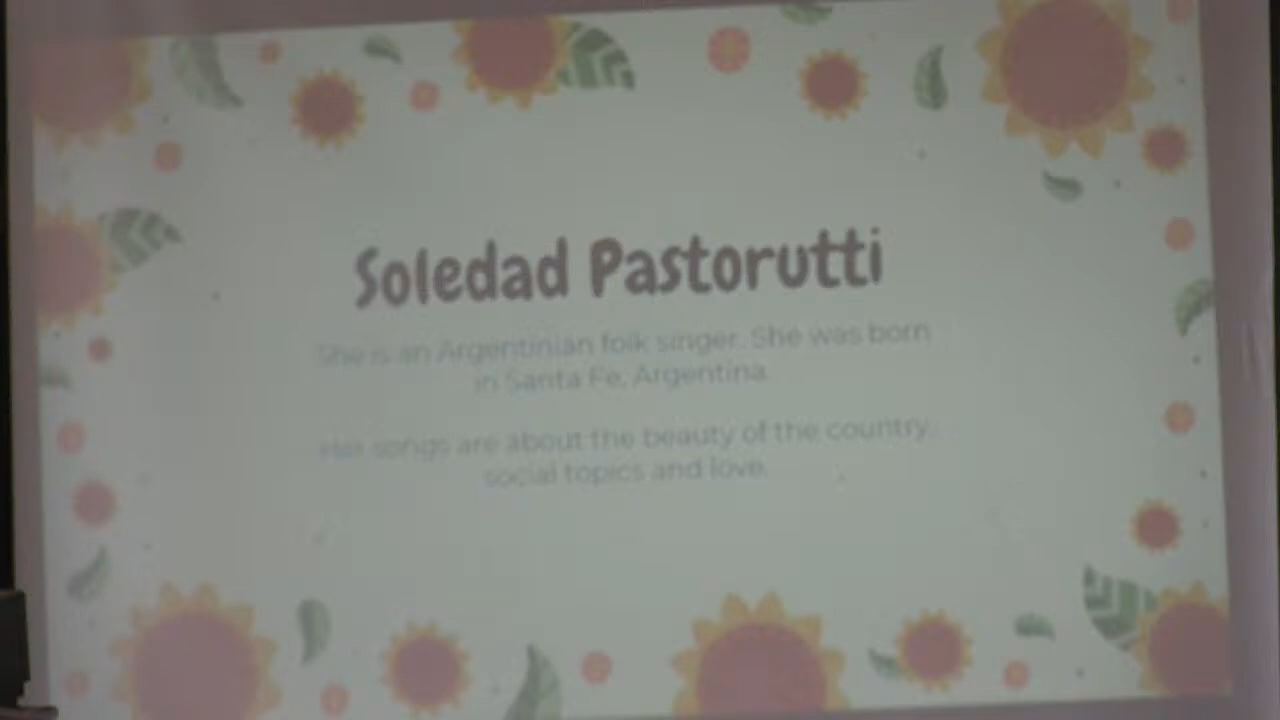 Soledad Pastorutti
She is an Argentinian folk singer. She was born
in Santa Fe, Argentina.
Her songs are about the beauty of the country,
social topics and love.